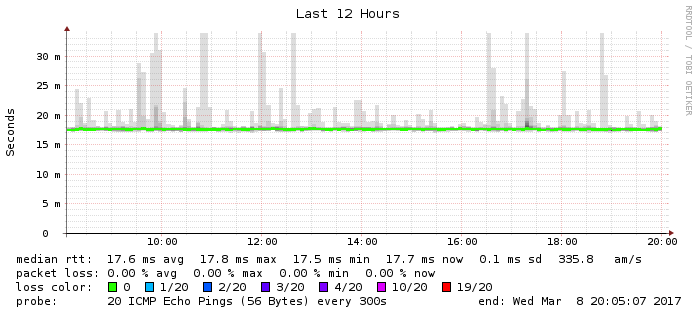 Last 12 Hours
RRDTOOL / TOBI OETIKER
Seconds
30 m
25 m
20 m
15 m
10 m
5 m
0
10:00 12:00 14:00 16:00 18:00 20:00
median rtt: 17.6 ms avg 17.8 ms max 17.5 ms min 17.7 ms now 0.1 ms sd 335.8 am/s
packet loss: 0.00 % avg 0.00 % max 0.00 % min 0.00 % now
loss color: 0 1/20 2/20 3/20 4/20 10/20 19/20
probe: 20 ICMP Echo Pings (56 Bytes) every 300s end: Wed Mar 8 20:05:07 2017